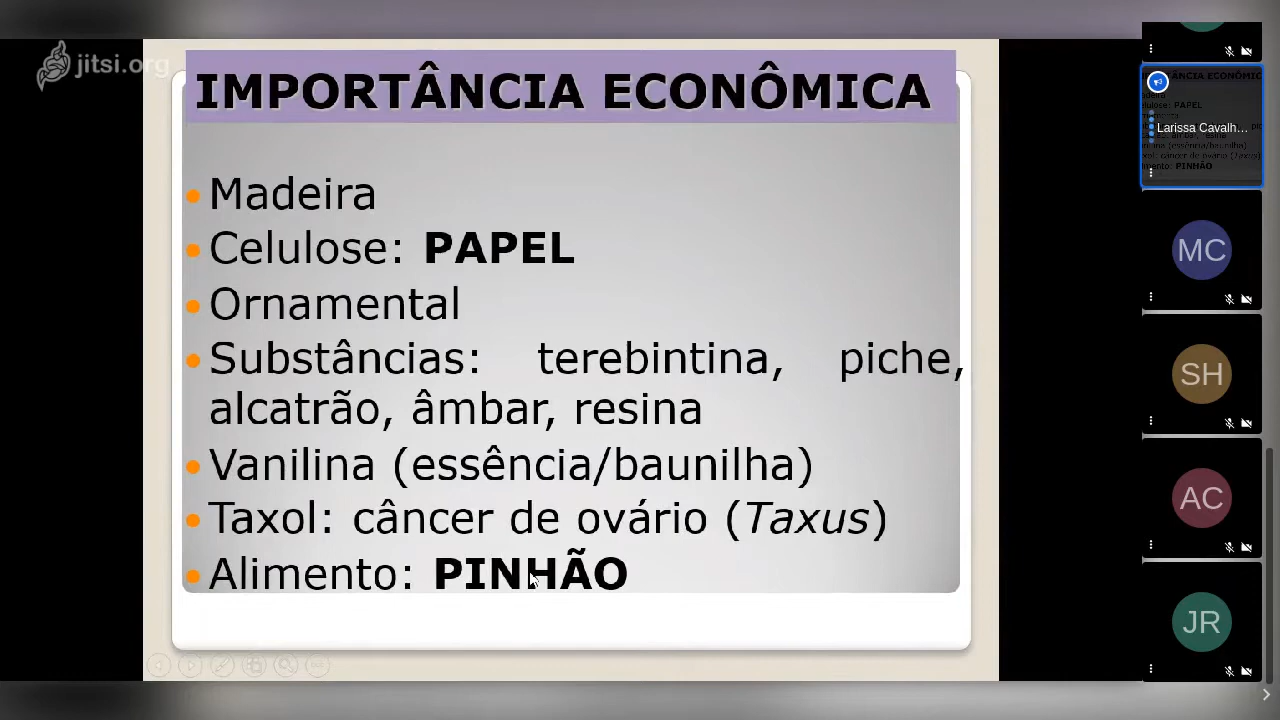 jitsi.org
IMPORTÂNCIA ECONÔMICA
Madeira
Celulose: PAPEL
Ornamental
Substâncias: terebintina, piche,
alcatrão, âmbar, resina
Vanilina (essência/baunilha)
Taxol: câncer de ovário (Taxus)
Alimento: PINHÃO
Larissa Cavalh...
MC
SH
AC
JR